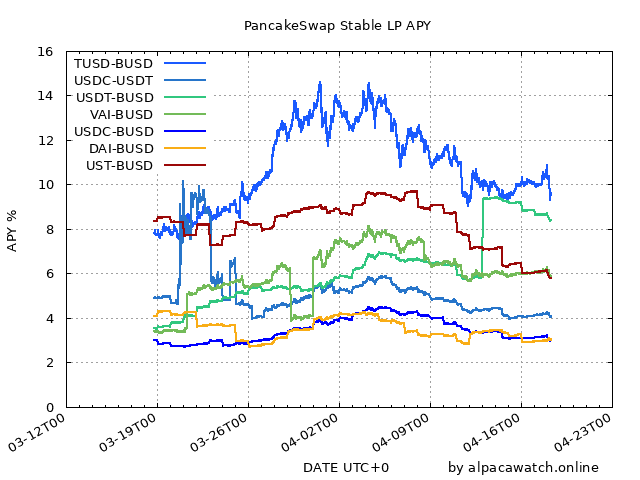 PancakeSwap Stable LP APY
16
14
12
10
8
6
4
2
0
APY %
TUSD-BUSD
USDC-USDT
USDT-BUSD
VAI-BUSD
USDC-BUSD
DAI-BUSD
UST-BUSD
03-12T00
03-19T00
03-26T00
04-02T00
04-09T00
04-16T00
04-23T00
DATE UTC+0
by alpacawatch.online